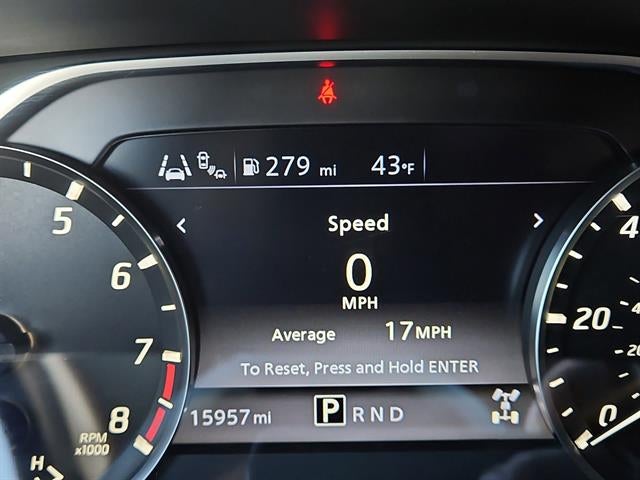 279 mi 43°F
Speed
0
MPH
Average 17 MPH
To Reset, Press and Hold ENTER
15957 mi P R N D
5
6
7
8
RPM
x1000
H
4
20
0
20